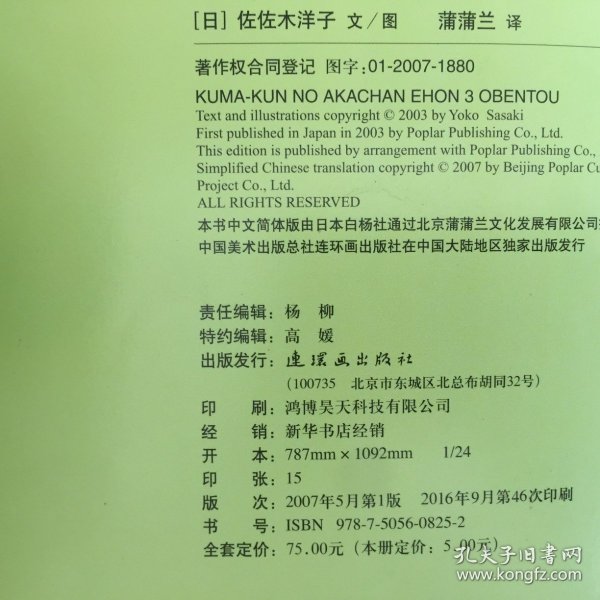 [日] 佐佐木洋子 文/图 蒲蒲兰 译
著作权合同登记 图字:01-2007-1880
KUMA-KUN NO AKACHAN EHON 3 OBENTOU
Text and illustrations copyright © 2003 by Yoko Sasaki
First published in Japan in 2003 by Poplar Publishing Co., Ltd.
This edition is published by arrangement with Poplar Publishing Co.,
Simplified Chinese translation copyright © 2007 by Beijing Poplar Cu
Project Co., Ltd.
ALL RIGHTS RESERVED
本书中文简体版由日本白杨社通过北京蒲蒲兰文化发展有限公司
中国美术出版总社连环画出版社在中国大陆地区独家出版发行
责任编辑:杨 柳
特约编辑:高 媛
出版发行:连环画出版社
(100735 北京市东城区北总布胡同32号)
印 刷:鸿博昊天科技有限公司
经 销:新华书店经销
开 本:787mm×1092mm 1/24
印 张:15
版 次:2007年5月第1版 2016年9月第46次印刷
书 号:ISBN 978-7-5056-0825-2
全套定价:75.00元(本册定价:5.00元)
孔夫子旧书网
www.kongfz.com